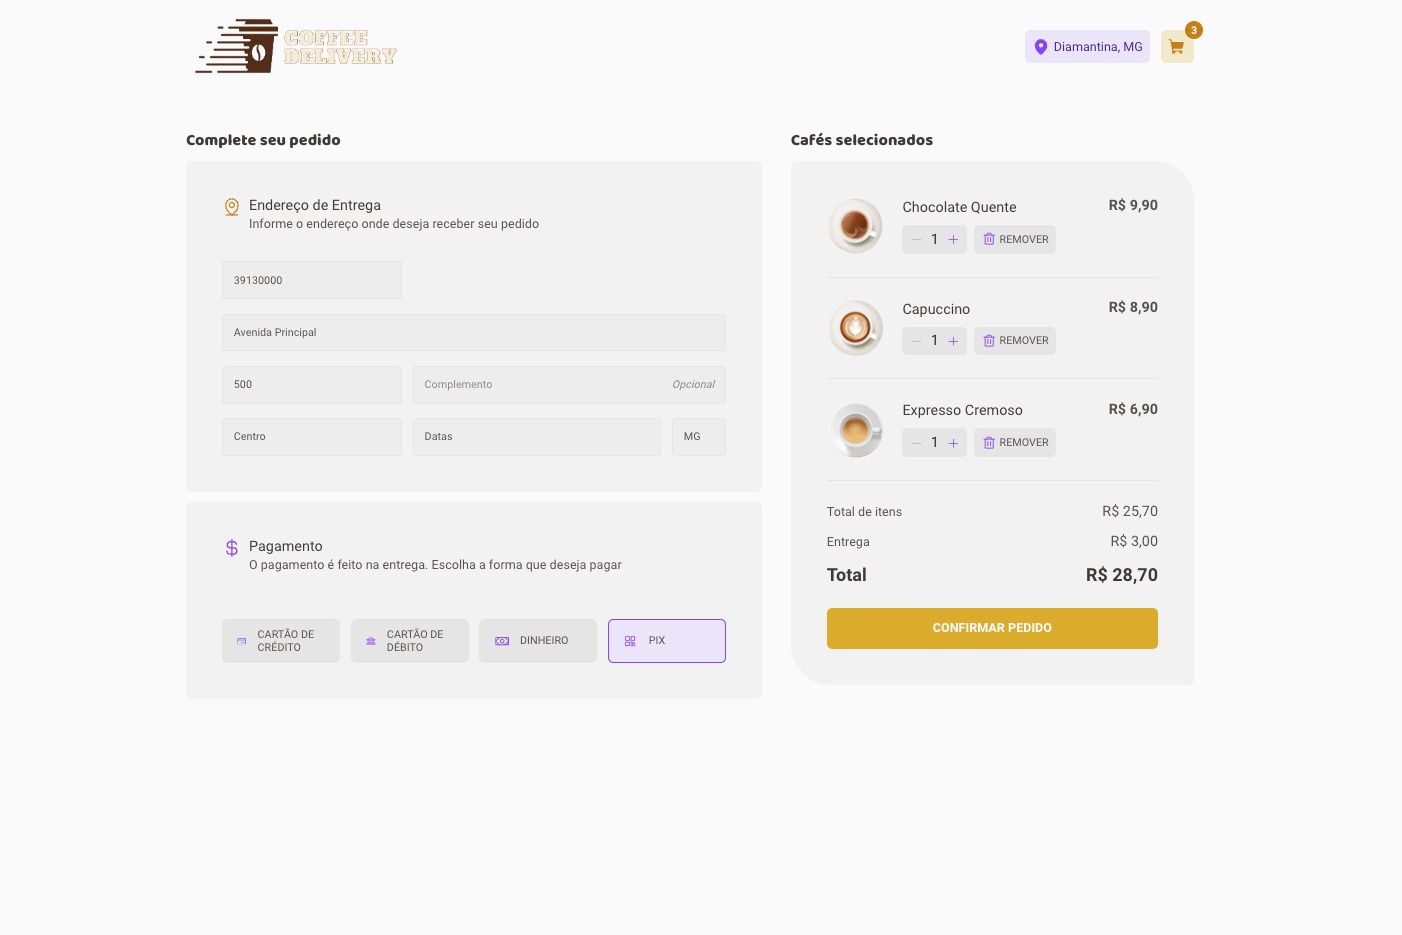 COFFEE
DELIVERY
Diamantina, MG
3
Complete seu pedido
Endereço de Entrega
Informe o endereço onde deseja receber seu pedido
39130000
Avenida Principal
500
Complemento
Opcional
Centro
Datas
MG
Pagamento
O pagamento é feito na entrega. Escolha a forma que deseja pagar
CARTÃO DE
CRÉDITO
CARTÃO DE
DÉBITO
DINHEIRO
PIX
Cafés selecionados
Chocolate Quente
R$ 9,90
1
REMOVER
Capuccino
R$ 8,90
1
REMOVER
Expresso Cremoso
R$ 6,90
1
REMOVER
Total de itens
R$ 25,70
Entrega
R$ 3,00
Total
R$ 28,70
CONFIRMAR PEDIDO